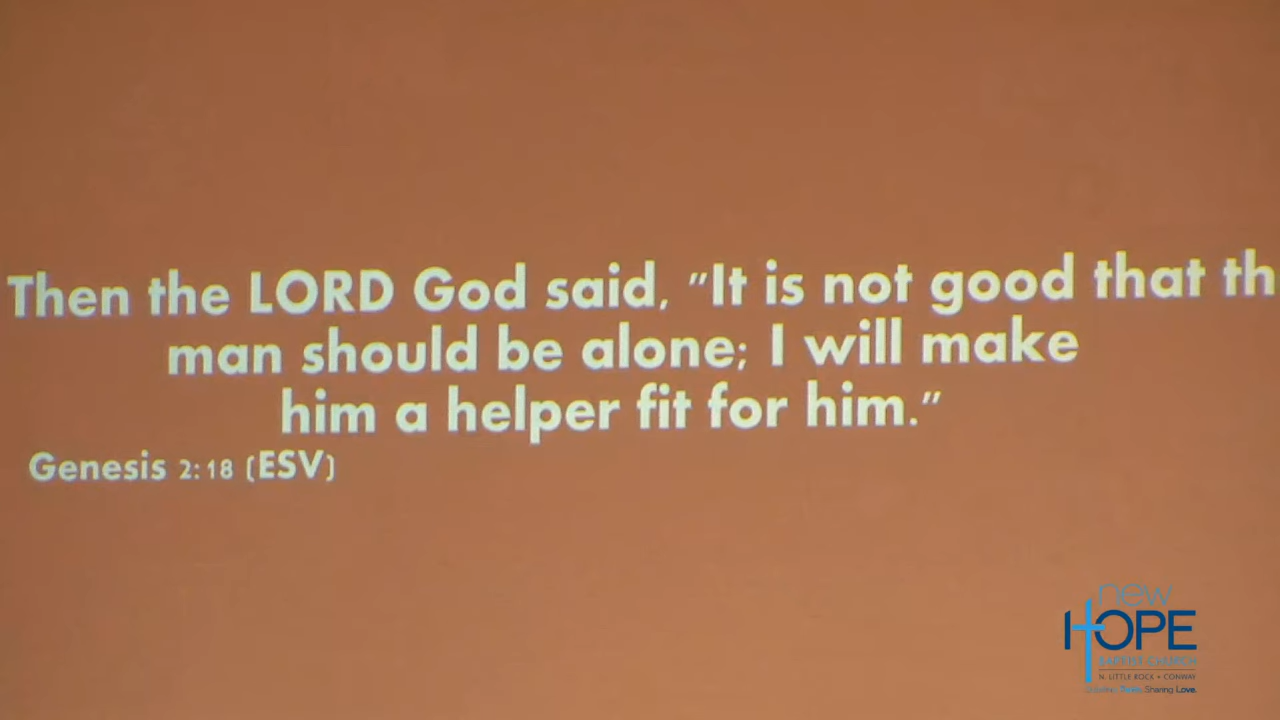 Then the LORD God said, "It is not good that th
man should be alone; I will make
him a helper fit for him."
Genesis 2:18 (ESV)
new
HOPE
BAPTIST CHURCH
N. LITTLE ROCK • CONWAY
Sharing Love.